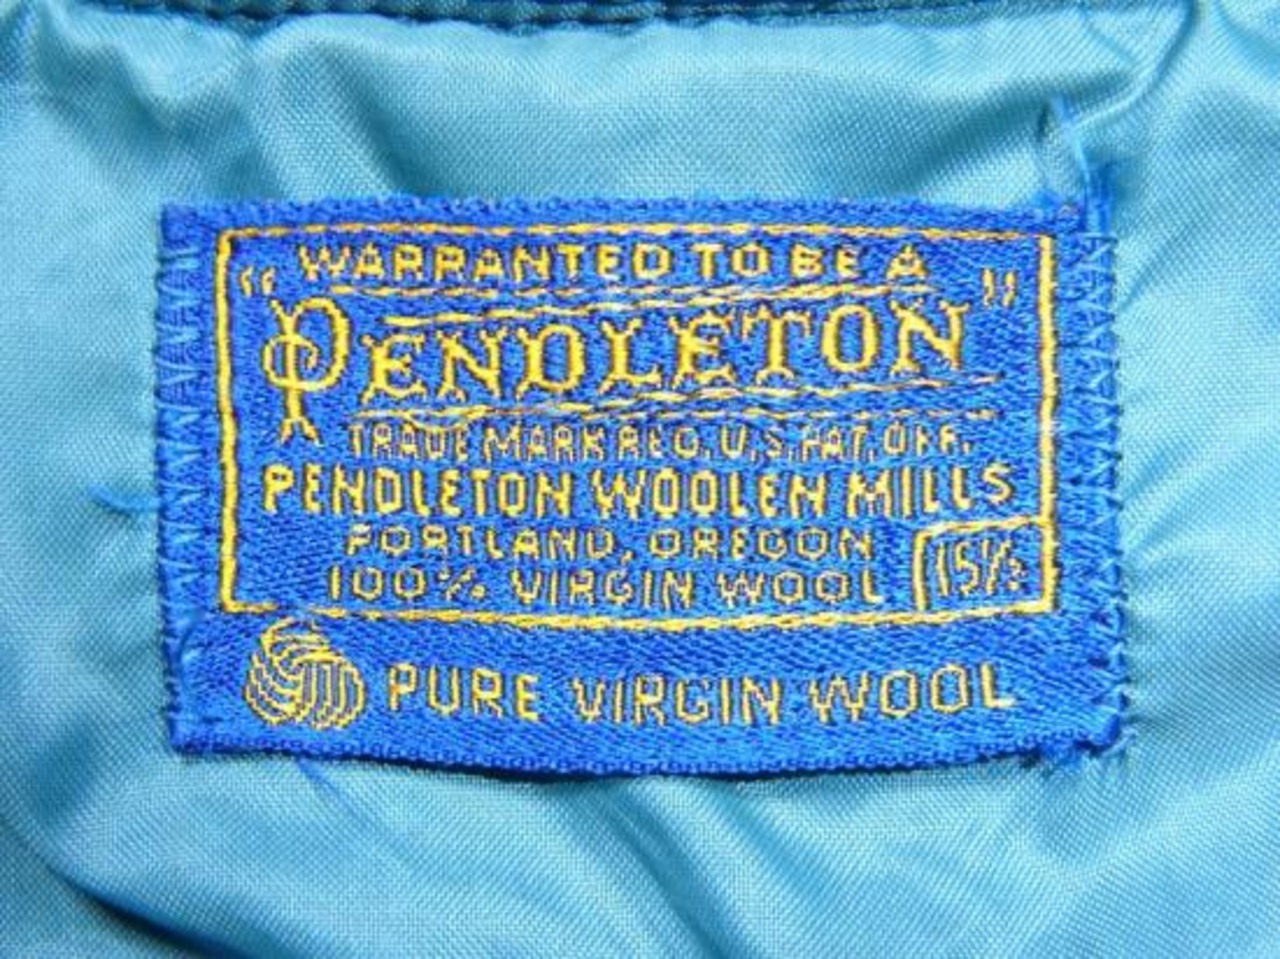 WARRANTED TO BE A
"PENDLETON"
TRADE MARK REG. U.S. PAT. OFF.
PENDLETON WOOLEN MILLS
PORTLAND, OREGON
100% VIRGIN WOOL 15½
PURE VIRGIN WOOL